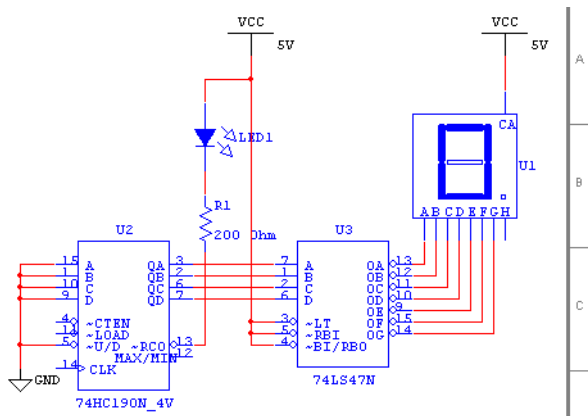 VCC
5V
VCC
5V
A
LED1
CA
U1
B
R1
200 Ohm
A B C D E F G H
U2
U3
15 A QA 3
1 B QB 2
10 C QC 6
9 D QD 7
7 A OA 13
1 B OB 12
2 C OC 11
6 D OD 10
OE 9
OF 15
OG 14
C
4 ~CTEN
11 ~LOAD
5 ~U/D ~RCO 13
MAX/MIN 12
14 CLK
3 ~LT
5 ~RBI
4 ~BI/RBO
GND
74HC190N_4V
74LS47N